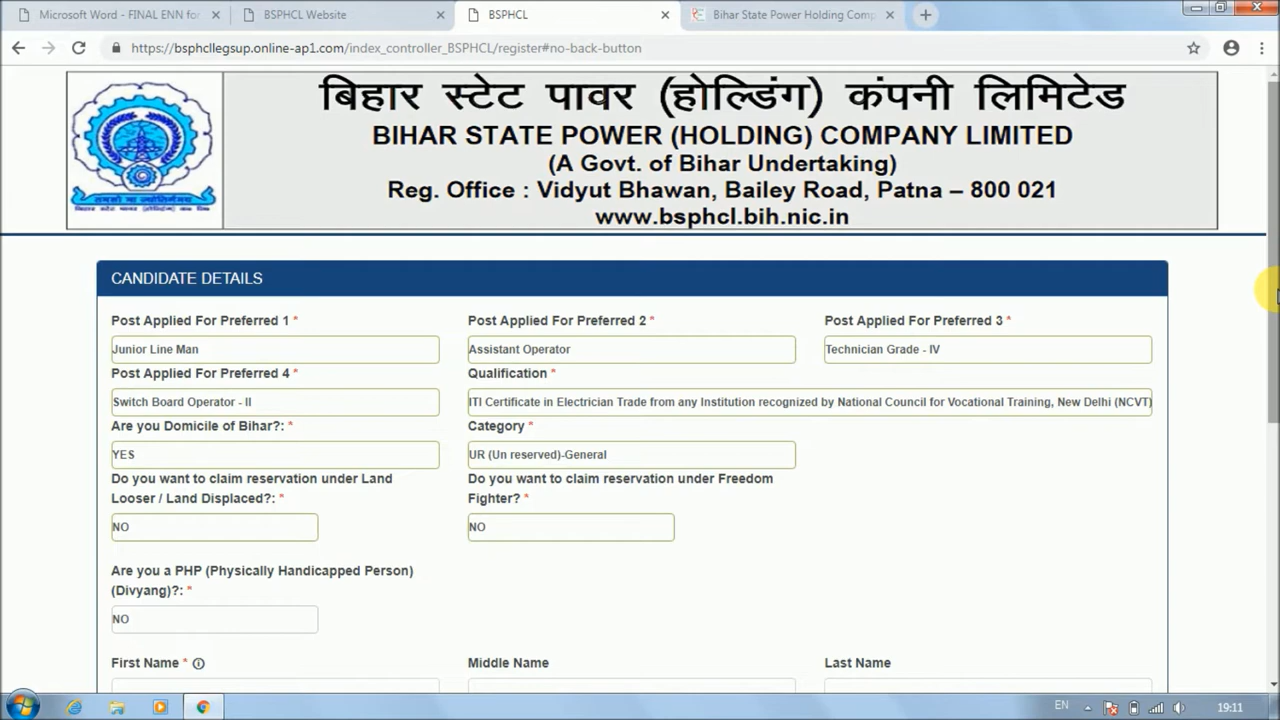 Microsoft Word - FINAL ENN for
BSPHCL Website
BSPHCL
Bihar State Power Holding Comp
https://bsphcllegsup.online-ap1.com/index_controller_BSPHCL/register#no-back-button
बिहार स्टेट पावर (होल्डिंग) कंपनी लिमिटेड
BIHAR STATE POWER (HOLDING) COMPANY LIMITED
(A Govt. of Bihar Undertaking)
Reg. Office : Vidyut Bhawan, Bailey Road, Patna – 800 021
www.bsphcl.bih.nic.in
CANDIDATE DETAILS
Post Applied For Preferred 1 *
Post Applied For Preferred 2 *
Post Applied For Preferred 3 *
Junior Line Man
Assistant Operator
Technician Grade - IV
Post Applied For Preferred 4 *
Qualification *
Switch Board Operator - II
ITI Certificate in Electrician Trade from any Institution recognized by National Council for Vocational Training, New Delhi (NCVT)
Are you Domicile of Bihar?: *
Category *
YES
UR (Un reserved)-General
Do you want to claim reservation under Land
Looser / Land Displaced?: *
Do you want to claim reservation under Freedom
Fighter? *
NO
NO
Are you a PHP (Physically Handicapped Person)
(Divyang)?: *
NO
First Name *
Middle Name
Last Name
EN
19:11